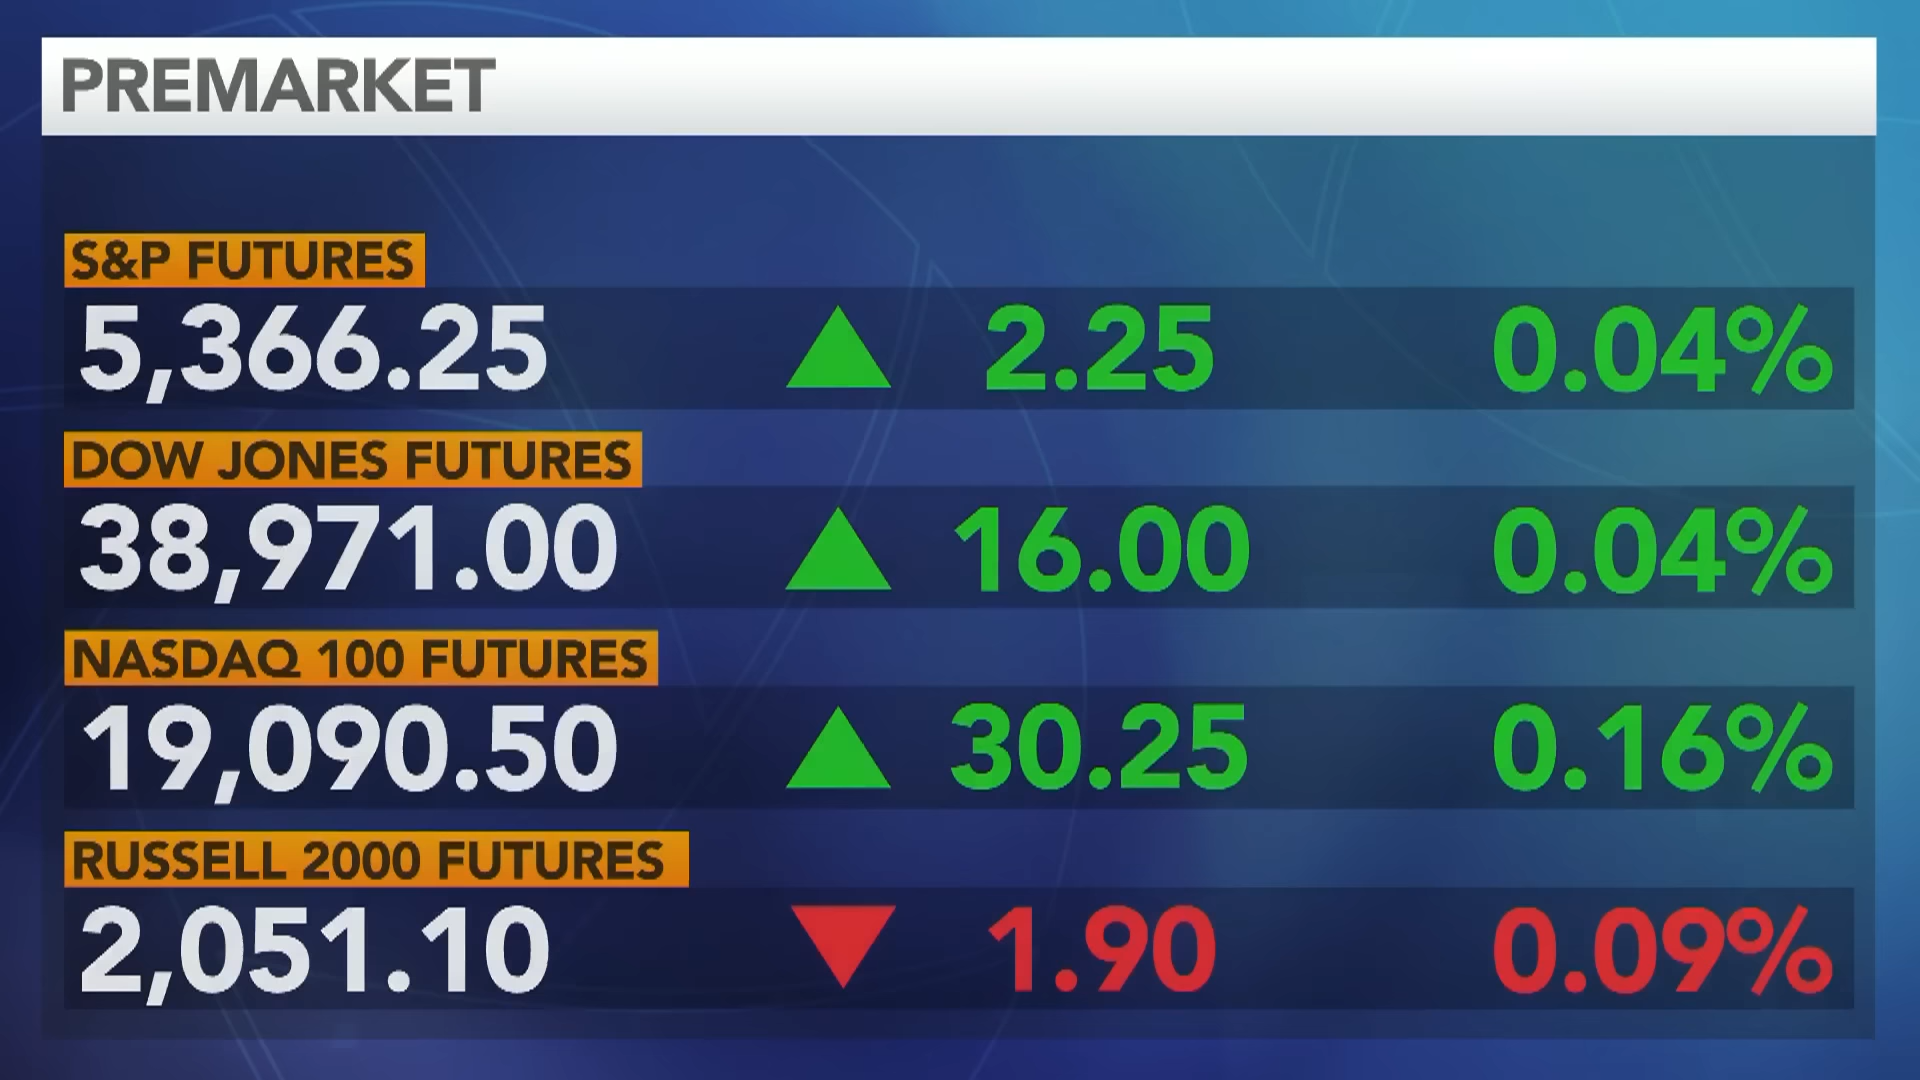 PREMARKET
S&P FUTURES
5,366.25 ▲ 2.25 0.04%
DOW JONES FUTURES
38,971.00 ▲ 16.00 0.04%
NASDAQ 100 FUTURES
19,090.50 ▲ 30.25 0.16%
RUSSELL 2000 FUTURES
2,051.10 ▼ 1.90 0.09%